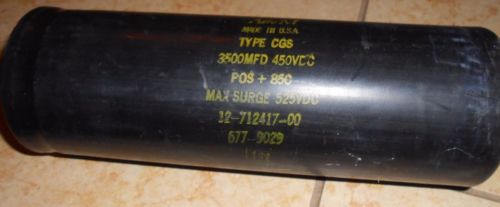 MADE IN U.S.A.
TYPE CGS
3500MFD 450VDC
POS + 85C
MAX SURGE 525VDC
12-712417-00
677-9029